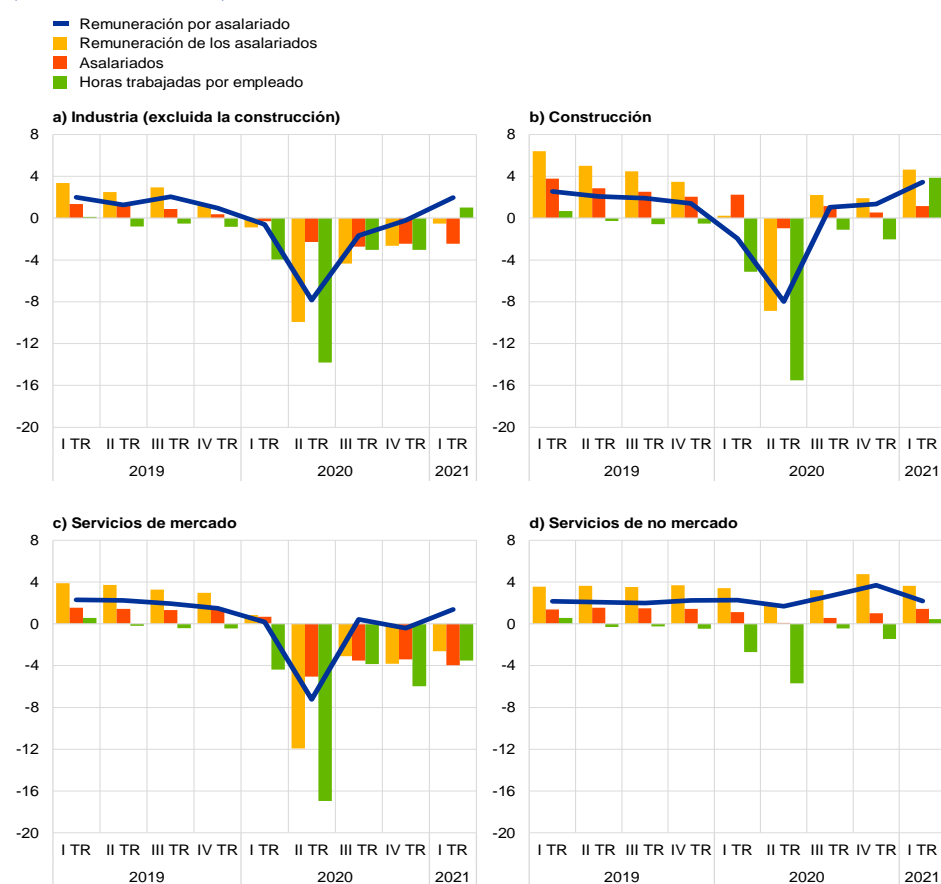 Remuneración por asalariado
Remuneración de los asalariados
Asalariados
Horas trabajadas por empleado
a) Industria (excluida la construcción)
8
4
0
-4
-8
-12
-16
-20
I TR II TR III TR IV TR I TR II TR III TR IV TR I TR
2019 2020 2021
b) Construcción
8
4
0
-4
-8
-12
-16
-20
I TR II TR III TR IV TR I TR II TR III TR IV TR I TR
2019 2020 2021
c) Servicios de mercado
8
4
0
-4
-8
-12
-16
-20
I TR II TR III TR IV TR I TR II TR III TR IV TR I TR
2019 2020 2021
d) Servicios de no mercado
8
4
0
-4
-8
-12
-16
-20
I TR II TR III TR IV TR I TR II TR III TR IV TR I TR
2019 2020 2021